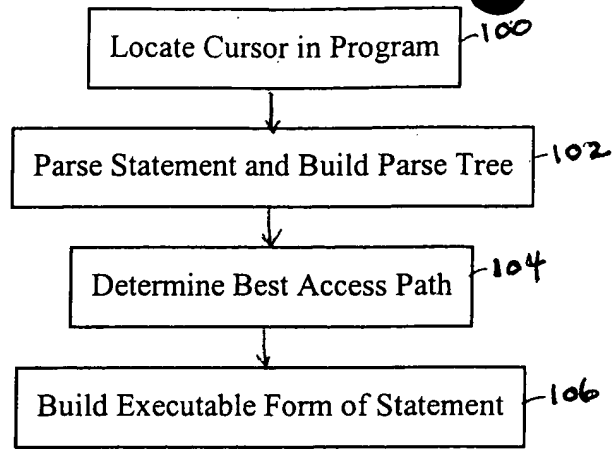 Locate Cursor in Program
100
Parse Statement and Build Parse Tree
102
Determine Best Access Path
104
Build Executable Form of Statement
106